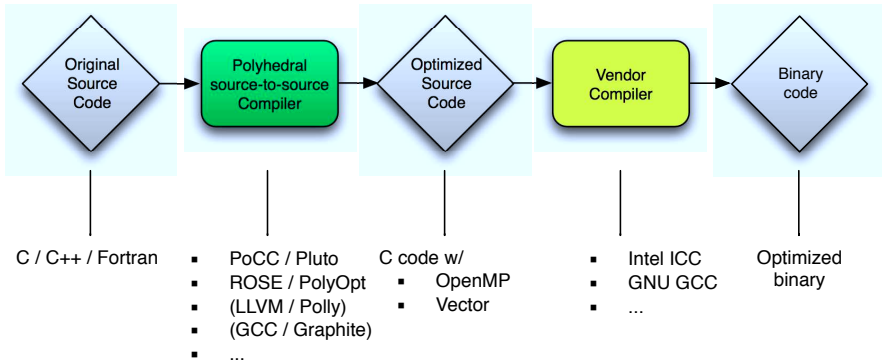 Original
Source
Code
Polyhedral
source-to-source
Compiler
Optimized
Source
Code
Vendor
Compiler
Binary
code
C / C++ / Fortran
▪ PoCC / Pluto
▪ ROSE / PolyOpt
▪ (LLVM / Polly)
▪ (GCC / Graphite)
▪ ...
C code w/
▪ OpenMP
▪ Vector
▪ Intel ICC
▪ GNU GCC
▪ ...
Optimized
binary